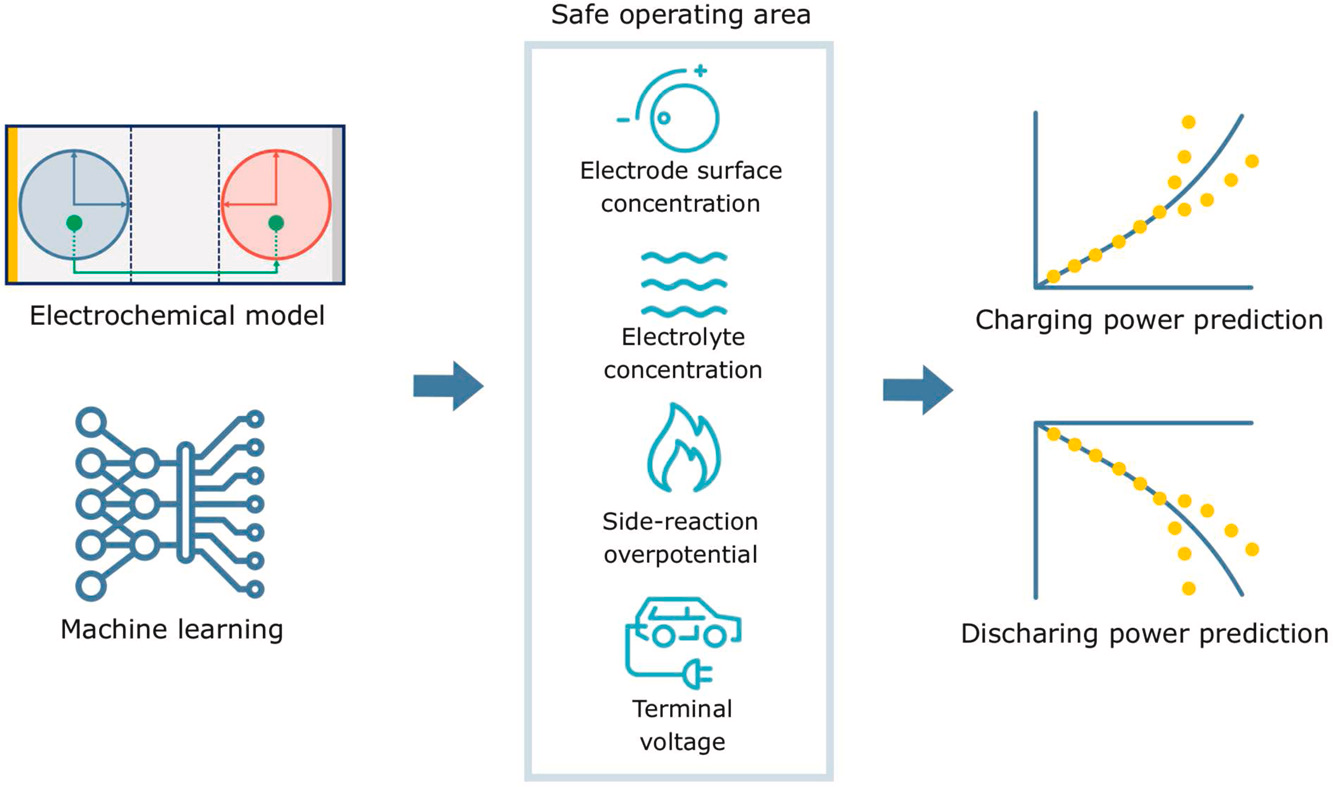 Safe operating area
Electrochemical model
Machine learning
Electrode surface
concentration
Electrolyte
concentration
Side-reaction
overpotential
Terminal
voltage
Charging power prediction
Discharing power prediction